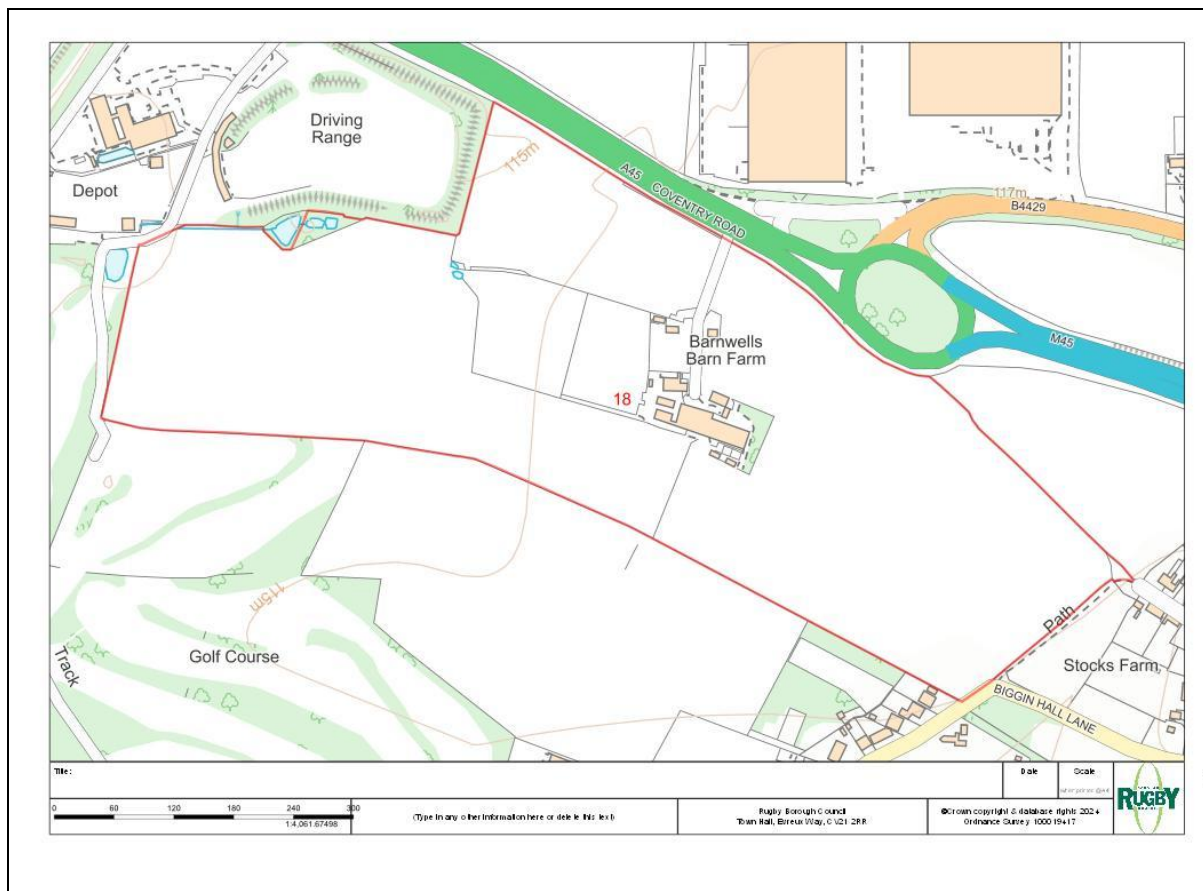 Driving
Range
Depot
115m
A45 COVENTRY ROAD
117m
B4429
M45
Barnwells
Barn Farm
18
115m
Golf Course
Track
Path
Stocks Farm
BIGGIN HALL LANE
Title:
Date
Scale
0 60 120 180 240 300
1:4,061.67498
(Type in any other information here or delete this text)
Rugby Borough Council
Town Hall, Evreux Way, CV21 2RR
©Crown copyright & database rights 2024
Ordnance Survey 100019417
RUGBY